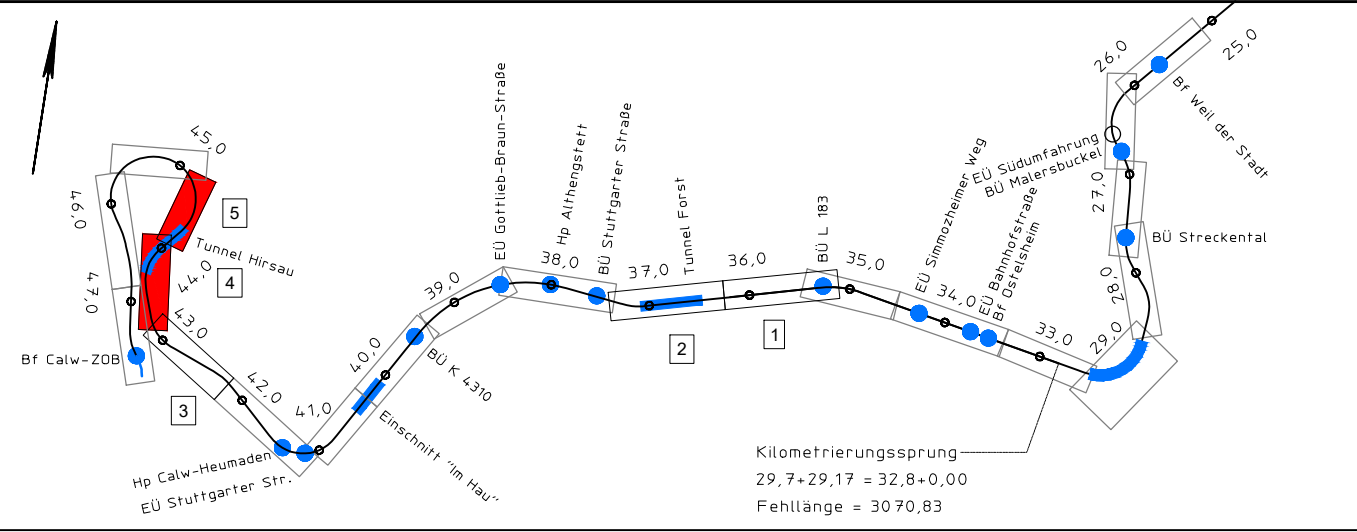 45,0
46,0
47,0
5
Tunnel Hirsau
4
44,0
43,0
Bf Calw-ZOB
3
42,0
41,0
Hp Calw-Heumaden
EÜ Stuttgarter Str.
40,0
Einschnitt "Im Hau"
BÜ K 4310
39,0
EÜ Gottlieb-Braun-Straße
38,0
Hp Althengstett
BÜ Stuttgarter Straße
37,0
Tunnel Forst
2
36,0
1
BÜ L 183
35,0
EÜ Simmozheimer Weg
34,0
EÜ Bahnhofstraße
Bf Ostelsheim
33,0
29,0
28,0
BÜ Streckental
27,0
EÜ Südumfahrung
BÜ Malersbuckel
26,0
Bf Weil der Stadt
25,0
Kilometrierungssprung
29,7+29,17 = 32,8+0,00
Fehllänge = 3070,83